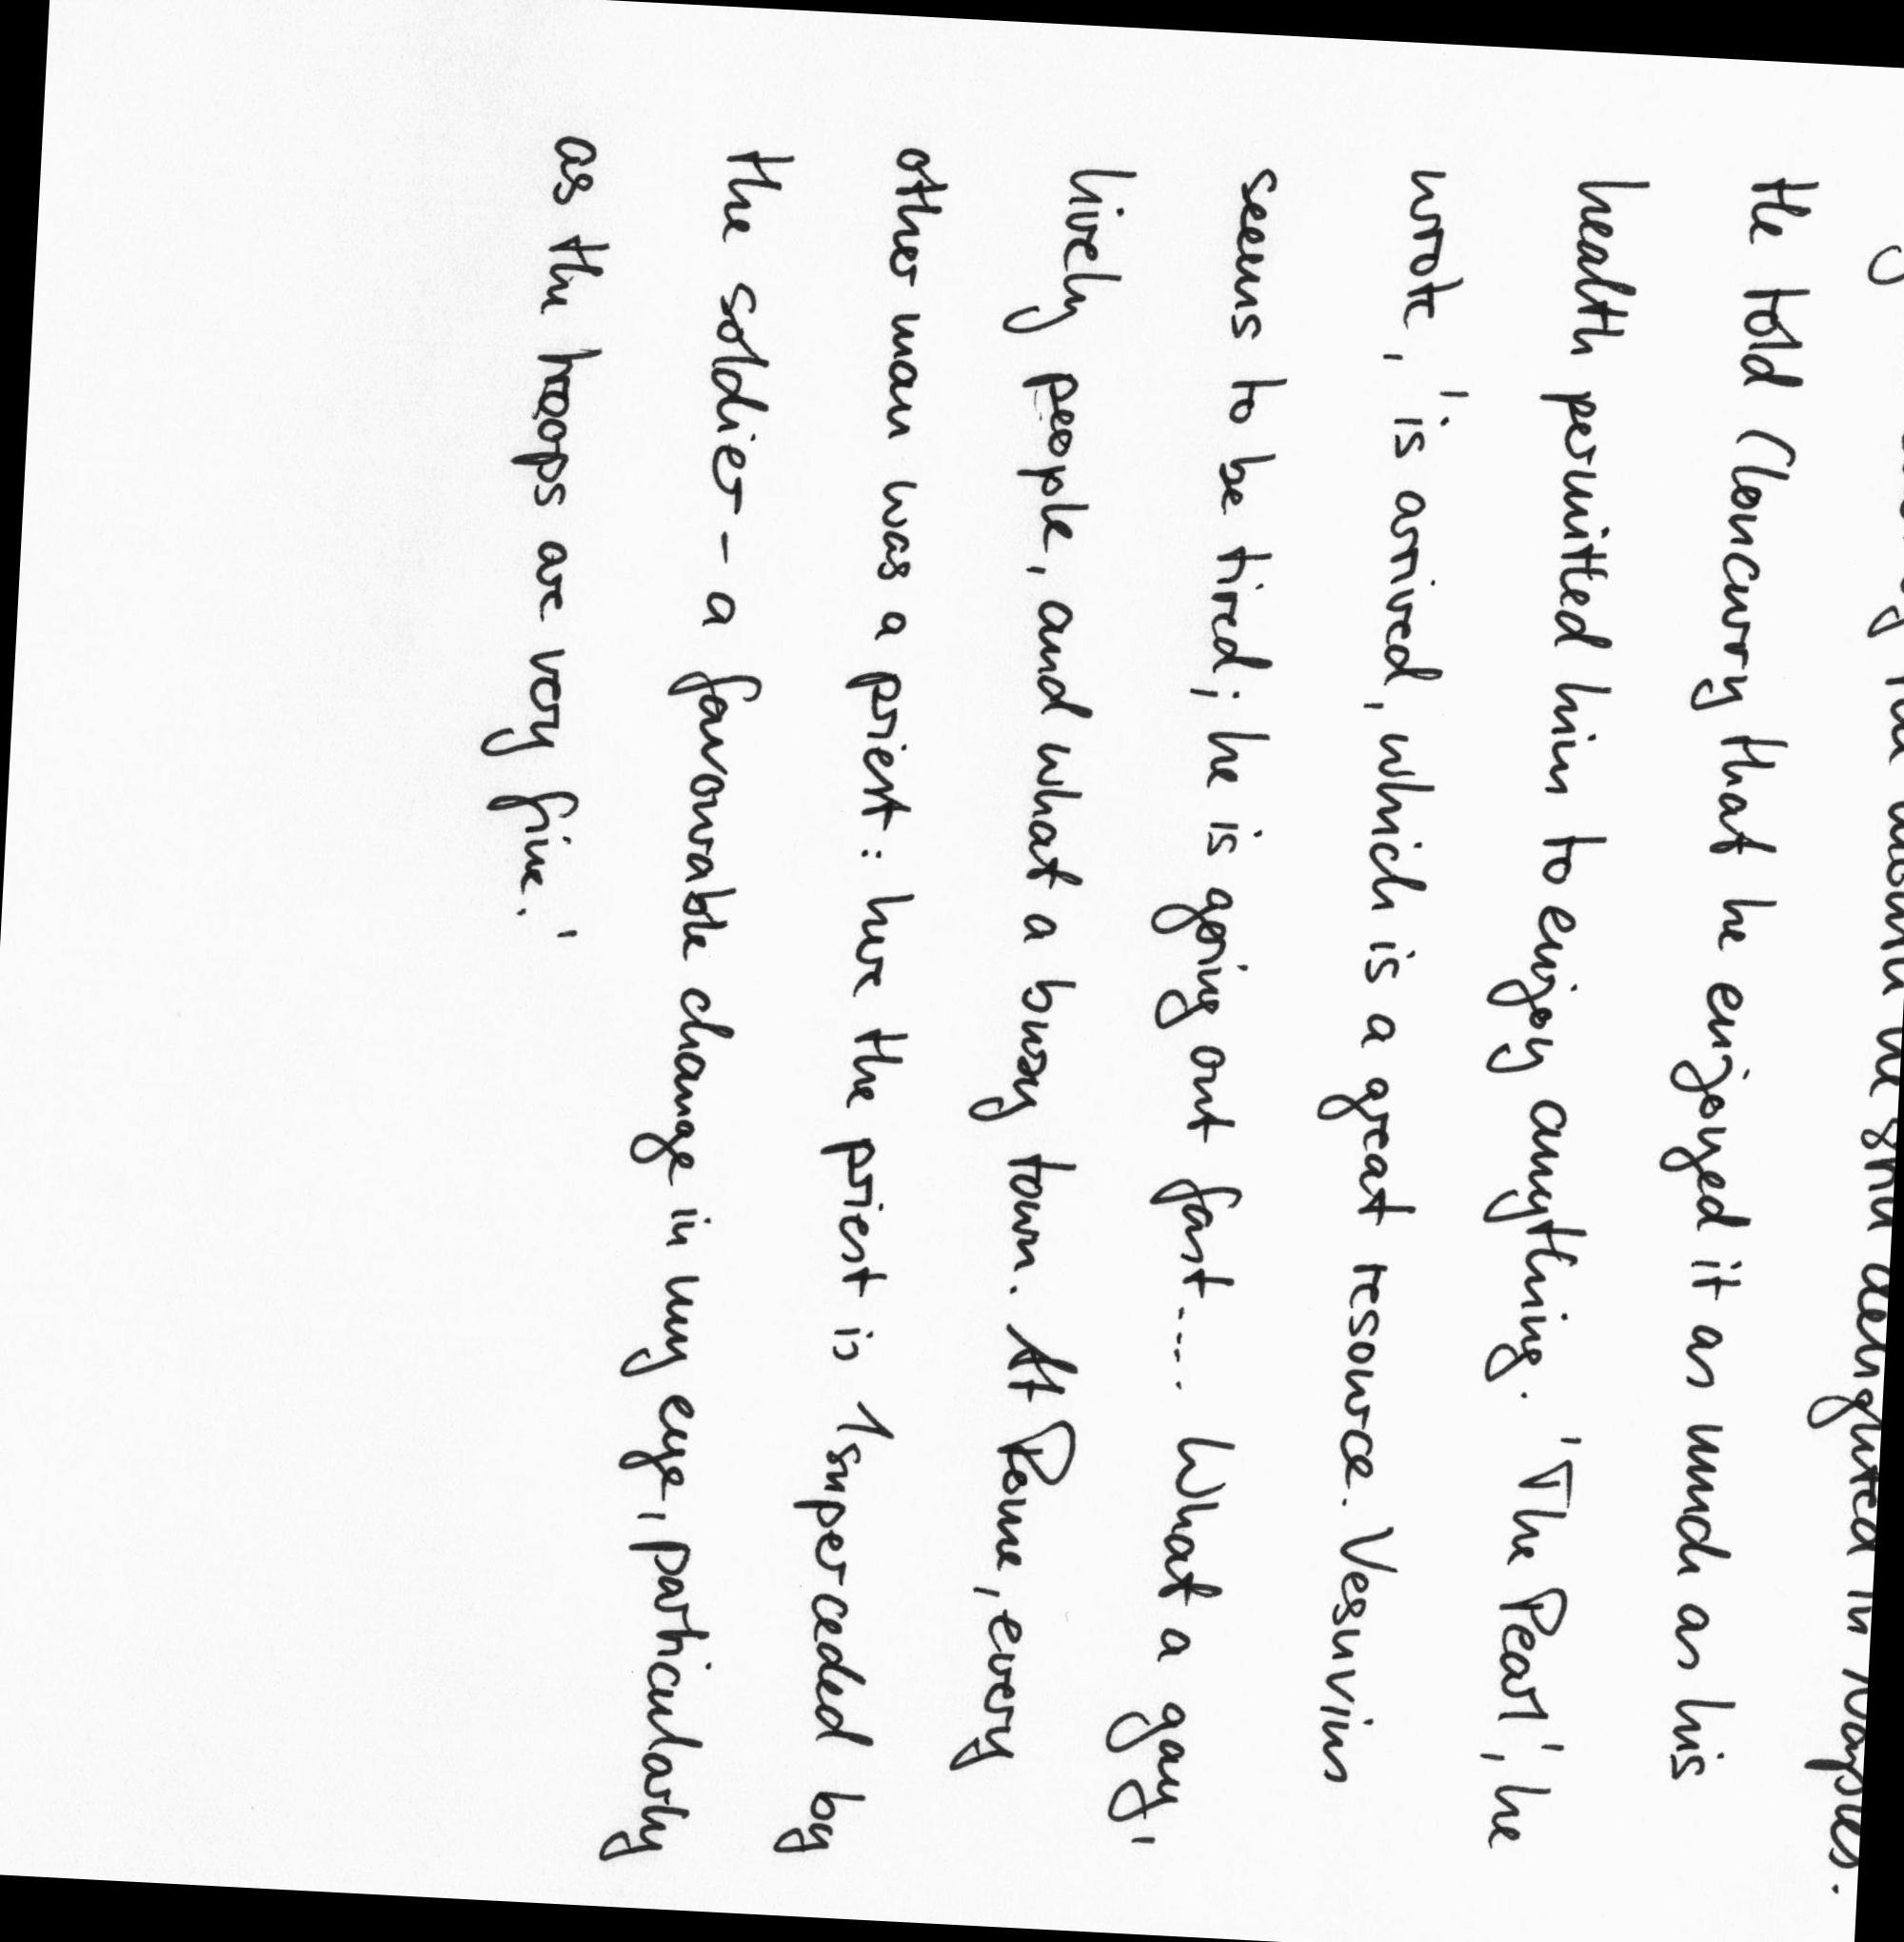 delighted in Naples.
He told Cloncurry that he enjoyed it as much as his
health permitted him to enjoy anything. 'The Pearl', he
wrote, 'is arrived, which is a great resource. Vesuvius
seems to be tired; he is going out fast.... What a gay,
lively people, and what a busy town. At Rome, every
other man was a priest: here the priest is superceded by
the soldier - a favourable change in my eye, particularly
as the troops are very fine.'